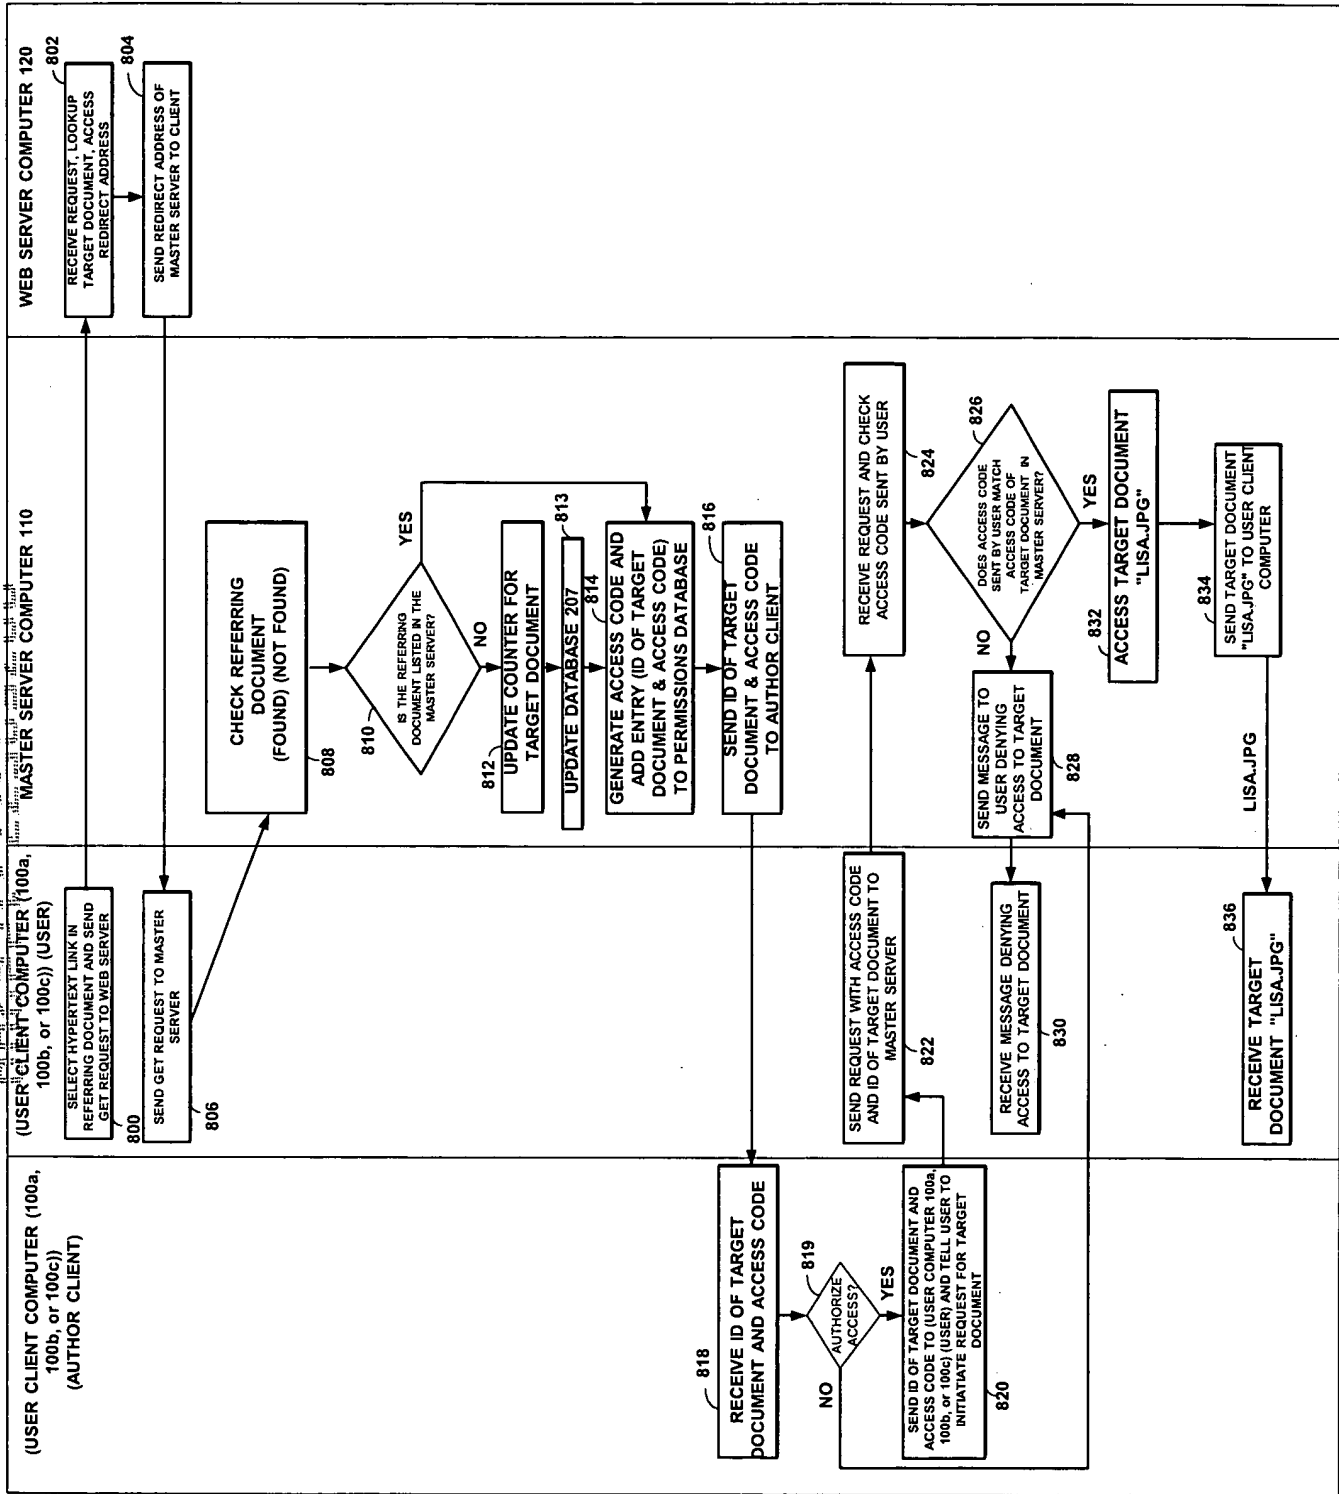 (USER CLIENT COMPUTER (100a,
100b, or 100c))
(AUTHOR CLIENT)
(USER CLIENT COMPUTER (100a,
100b, or 100c)) (USER)
MASTER SERVER COMPUTER 110
WEB SERVER COMPUTER 120
SELECT HYPERTEXT LINK IN
REFERRING DOCUMENT AND SEND
GET REQUEST TO WEB SERVER
800
RECEIVE REQUEST, LOOKUP
TARGET DOCUMENT, ACCESS
REDIRECT ADDRESS
802
SEND REDIRECT ADDRESS OF
MASTER SERVER TO CLIENT
804
SEND GET REQUEST TO MASTER
SERVER
806
CHECK REFERRING
DOCUMENT
(FOUND) (NOT FOUND)
808
IS THE REFERRING
DOCUMENT LISTED IN THE
MASTER SERVER?
810
YES
NO
UPDATE COUNTER FOR
TARGET DOCUMENT
812
UPDATE DATABASE 207
813
GENERATE ACCESS CODE AND
ADD ENTRY (ID OF TARGET
DOCUMENT & ACCESS CODE)
TO PERMISSIONS DATABASE
814
SEND ID OF TARGET
DOCUMENT & ACCESS CODE
TO AUTHOR CLIENT
816
RECEIVE ID OF TARGET
DOCUMENT AND ACCESS CODE
818
AUTHORIZE
ACCESS?
819
NO
YES
SEND ID OF TARGET DOCUMENT AND
ACCESS CODE TO (USER COMPUTER 100a,
100b, or 100c) (USER) AND TELL USER TO
INITIATE REQUEST FOR TARGET
DOCUMENT
820
SEND REQUEST WITH ACCESS CODE
AND ID OF TARGET DOCUMENT TO
MASTER SERVER
822
RECEIVE REQUEST AND CHECK
ACCESS CODE SENT BY USER
824
DOES ACCESS CODE
SENT BY USER MATCH
ACCESS CODE OF
TARGET DOCUMENT IN
MASTER SERVER?
826
NO
YES
SEND MESSAGE TO
USER DENYING
ACCESS TO TARGET
DOCUMENT
828
RECEIVE MESSAGE DENYING
ACCESS TO TARGET DOCUMENT
830
ACCESS TARGET DOCUMENT
"LISA.JPG"
832
SEND TARGET DOCUMENT
"LISA.JPG" TO USER CLIENT
COMPUTER
834
LISA.JPG
RECEIVE TARGET
DOCUMENT "LISA.JPG"
836